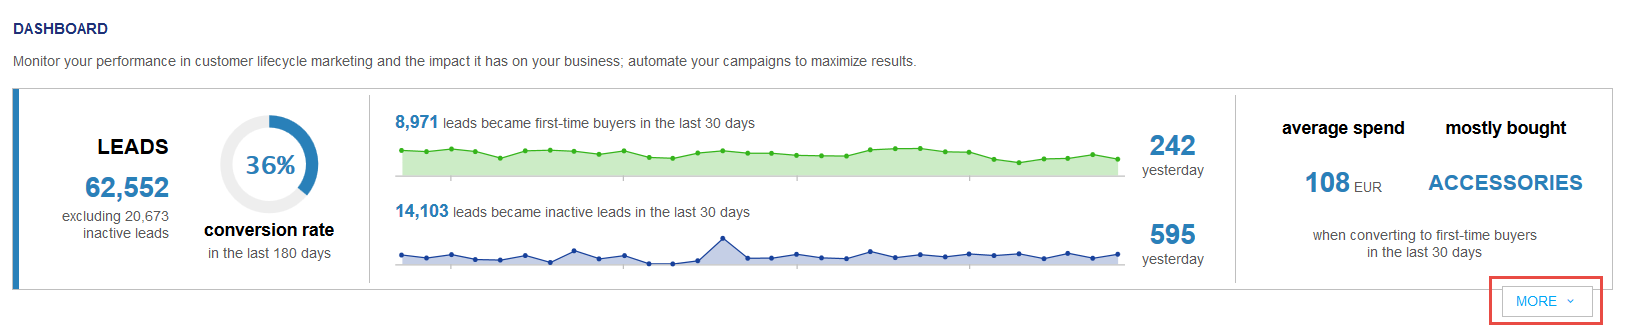 DASHBOARD
Monitor your performance in customer lifecycle marketing and the impact it has on your business; automate your campaigns to maximize results.
LEADS
62,552
excluding 20,673
inactive leads
36%
conversion rate
in the last 180 days
8,971 leads became first-time buyers in the last 30 days
242
yesterday
14,103 leads became inactive leads in the last 30 days
595
yesterday
average spend
108 EUR
mostly bought
ACCESSORIES
when converting to first-time buyers
in the last 30 days
MORE